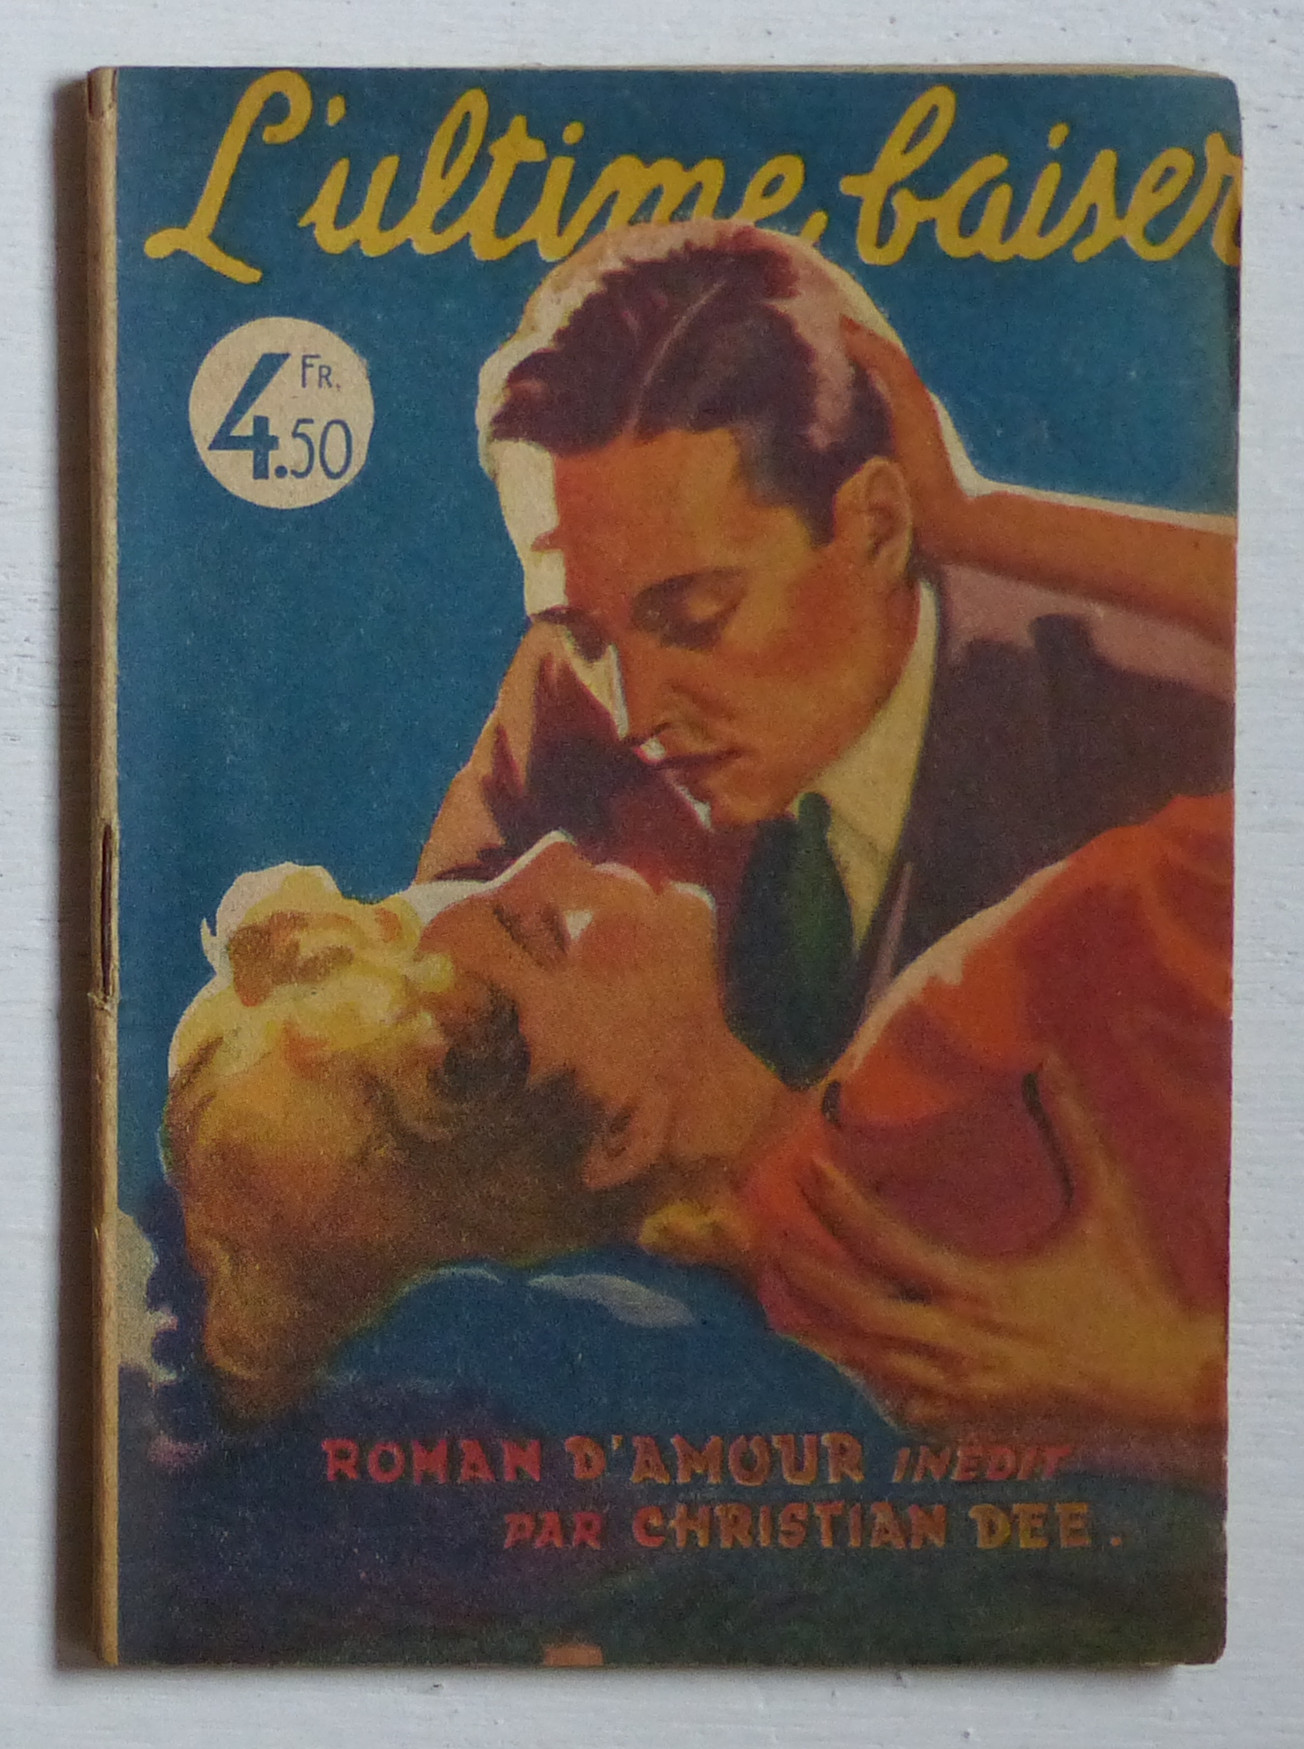 L'ultime baiser
4 FR.
.50
ROMAN D'AMOUR INÉDIT
PAR CHRISTIAN DEE.